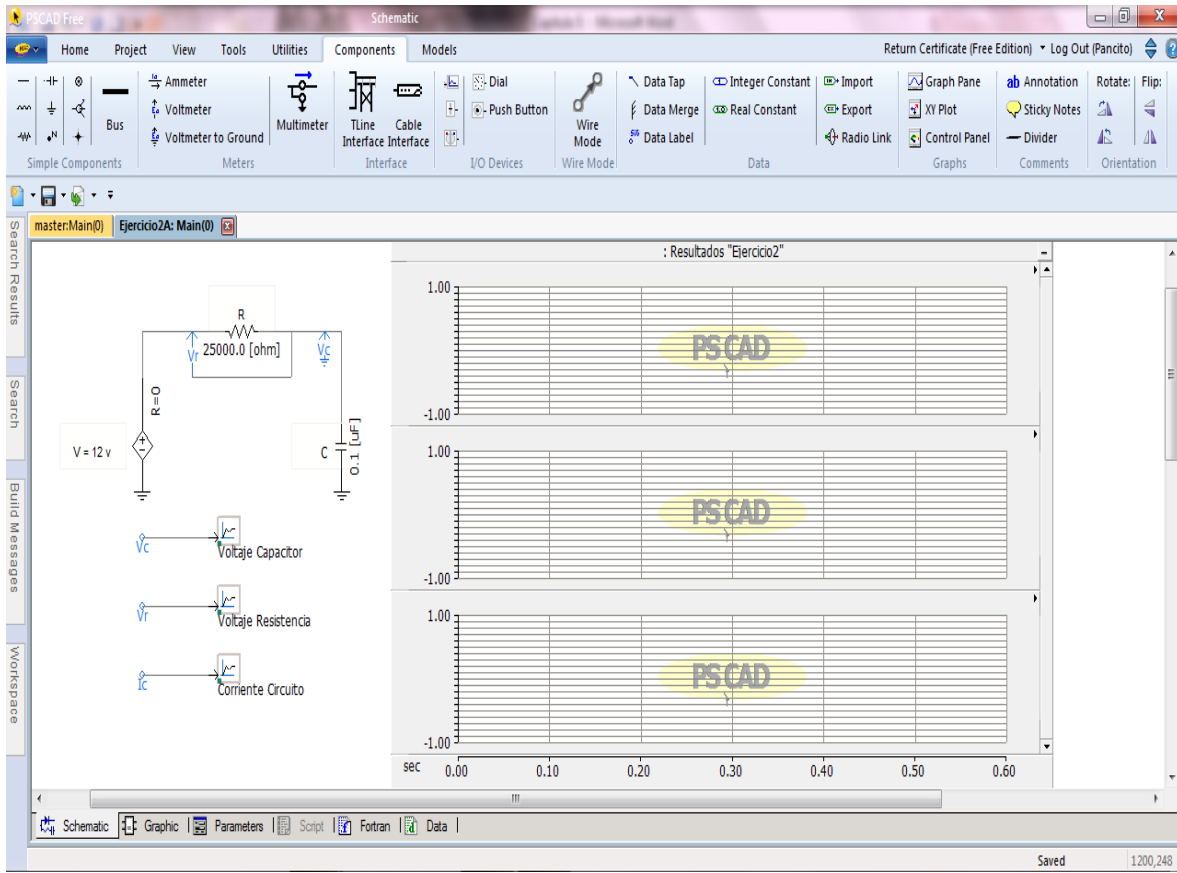 PSCAD Free
Schematic
Microsoft Word
Home Project View Tools Utilities Components Models
Return Certificate (Free Edition) Log Out (Pancito)
Ammeter
Voltmeter
Voltmeter to Ground
Bus
Simple Components
Meters
Multimeter
TLine Interface
Cable Interface
Interface
Dial
Push Button
I/O Devices
Wire Mode
Wire Mode
Data Tap
Data Merge
Data Label
Integer Constant
Real Constant
Import
Export
Radio Link
Data
Graph Pane
XY Plot
Control Panel
Graphs
ab Annotation
Sticky Notes
Divider
Comments
Rotate: Flip:
Orientation
master:Main(0) Ejercicio2A: Main(0)
Search Results
Search
Build Messages
Workspace
R
25000.0 [ohm]
Vr
Vc
R=0
V = 12 v
C
0.1 [uF]
Vc
Voltaje Capacitor
Vr
Voltaje Resistencia
Ic
Corriente Circuito
: Resultados "Ejercicio2"
1.00
-1.00
PSCAD
1.00
-1.00
PSCAD
1.00
-1.00
PSCAD
sec 0.00 0.10 0.20 0.30 0.40 0.50 0.60
Schematic Graphic Parameters Script Fortran Data
Saved 1200,248